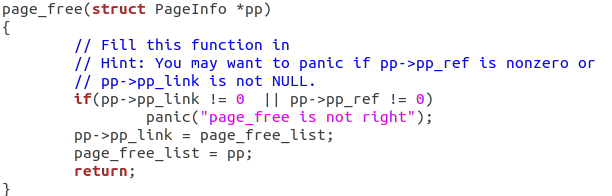 page_free(struct PageInfo *pp)
{
        // Fill this function in
        // Hint: You may want to panic if pp->pp_ref is nonzero or
        // pp->pp_link is not NULL.
        if(pp->pp_link != 0  || pp->pp_ref != 0)
                panic("page_free is not right");
        pp->pp_link = page_free_list;
        page_free_list = pp;
        return;
}